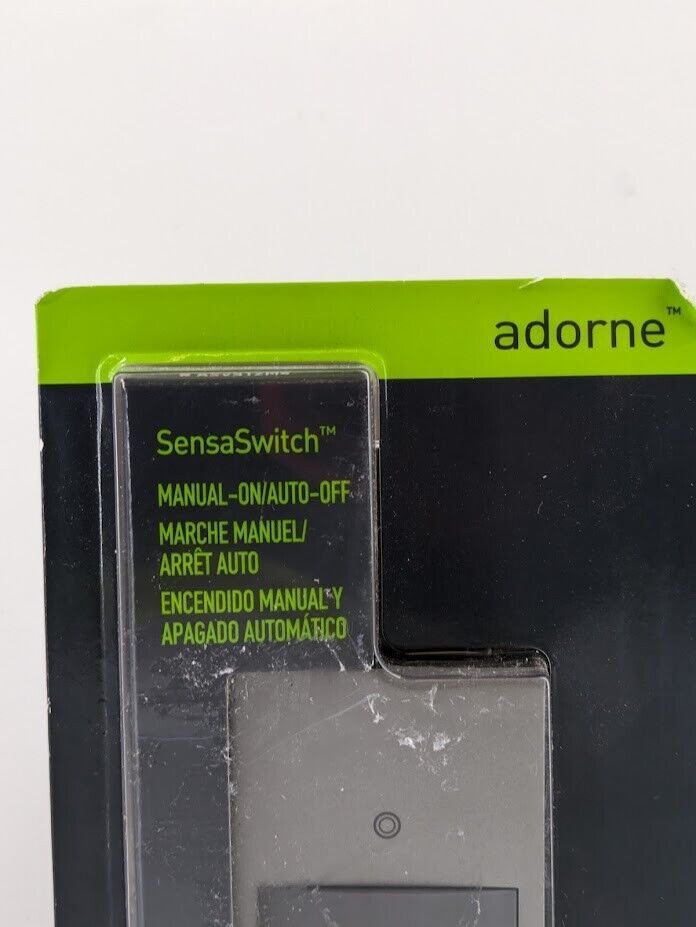 adorne™
SensaSwitch™
MANUAL-ON/AUTO-OFF
MARCHE MANUEL/
ARRÊT AUTO
ENCENDIDO MANUAL Y
APAGADO AUTOMÁTICO